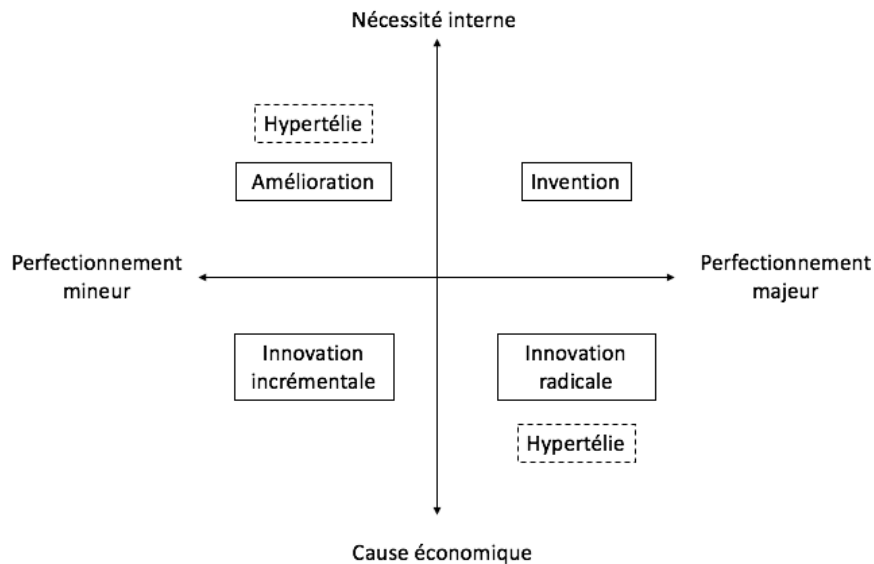 Nécessité interne
Hypertélie
Amélioration
Invention
Perfectionnement
mineur
Perfectionnement
majeur
Innovation
incrémentale
Innovation
radicale
Hypertélie
Cause économique